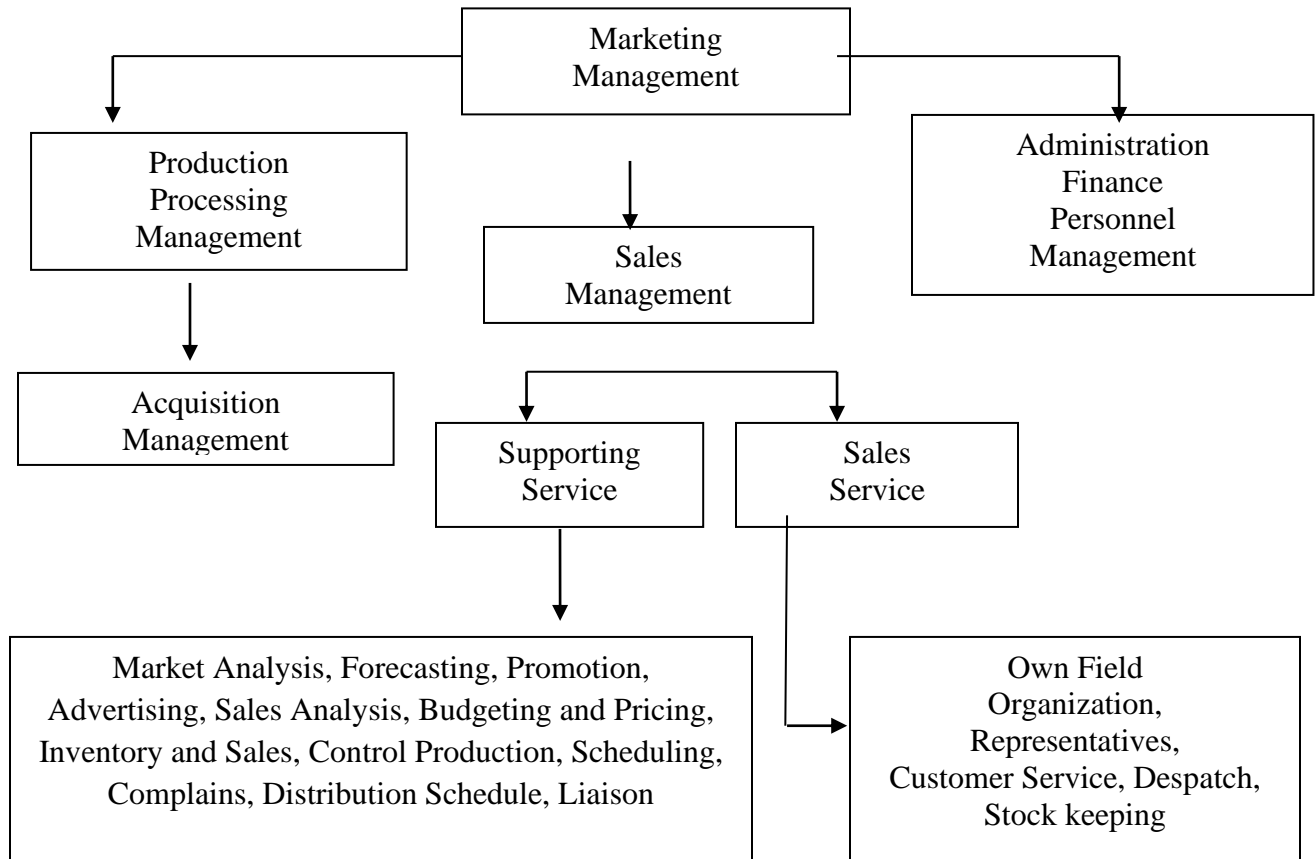 Marketing
Management
Production
Processing
Management
Administration
Finance
Personnel
Management
Sales
Management
Acquisition
Management
Supporting
Service
Sales
Service
Market Analysis, Forecasting, Promotion,
Advertising, Sales Analysis, Budgeting and Pricing,
Inventory and Sales, Control Production, Scheduling,
Complains, Distribution Schedule, Liaison
Own Field
Organization,
Representatives,
Customer Service, Despatch,
Stock keeping